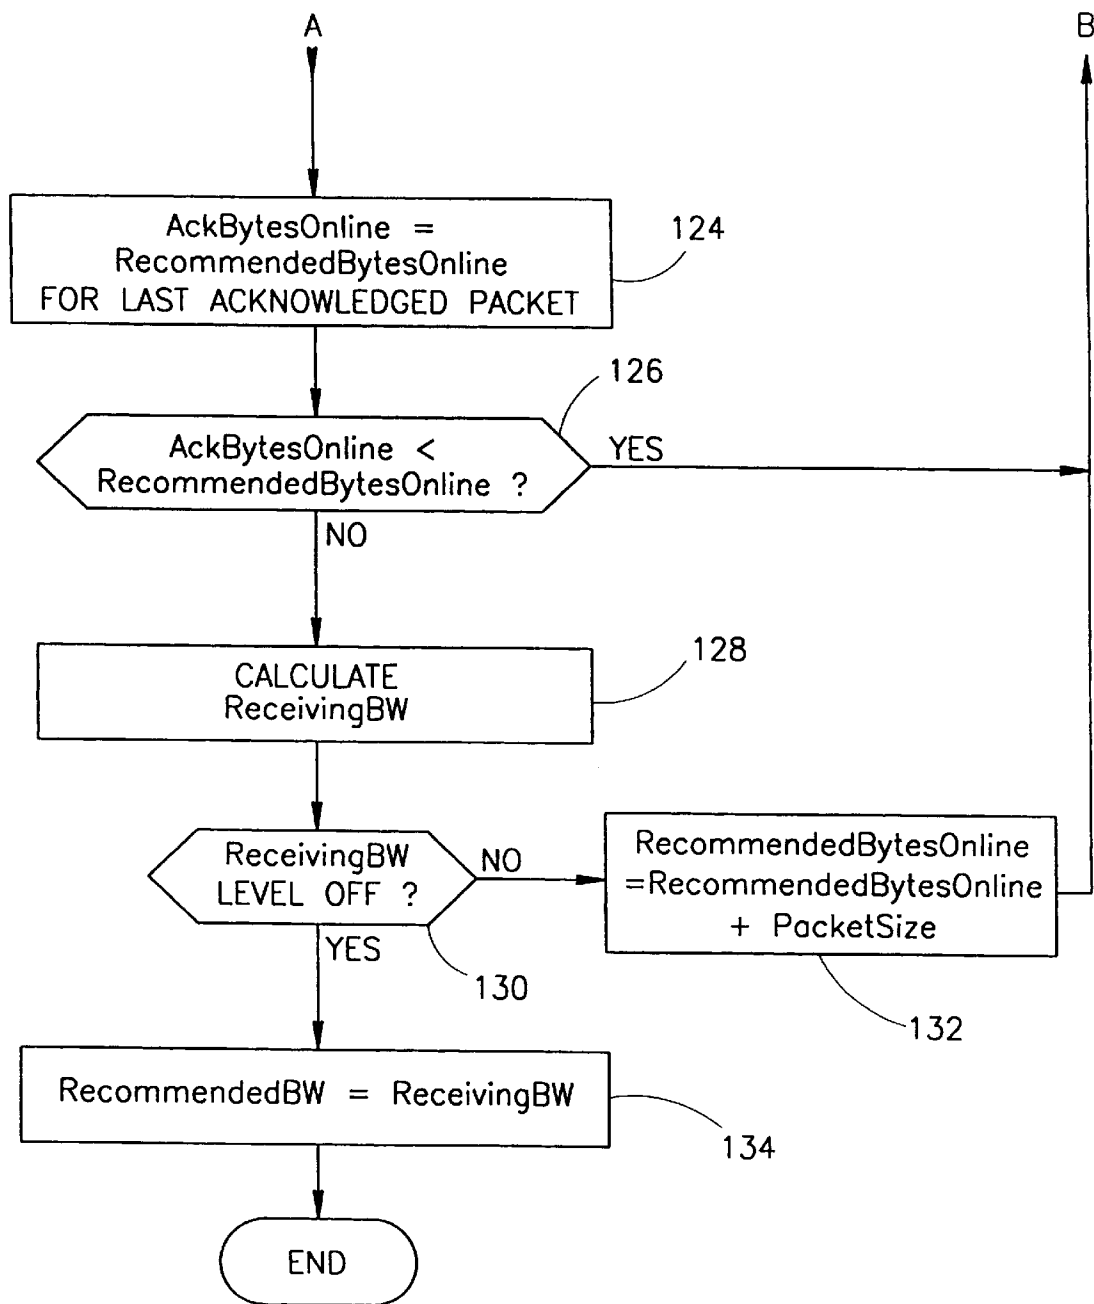 A
B
AckBytesOnline =
RecommendedBytesOnline
FOR LAST ACKNOWLEDGED PACKET
124
126
AckBytesOnline <
RecommendedBytesOnline ?
YES
NO
CALCULATE
ReceivingBW
128
ReceivingBW
LEVEL OFF ?
NO
YES
130
RecommendedBytesOnline
=RecommendedBytesOnline
+ PacketSize
132
RecommendedBW = ReceivingBW
134
END